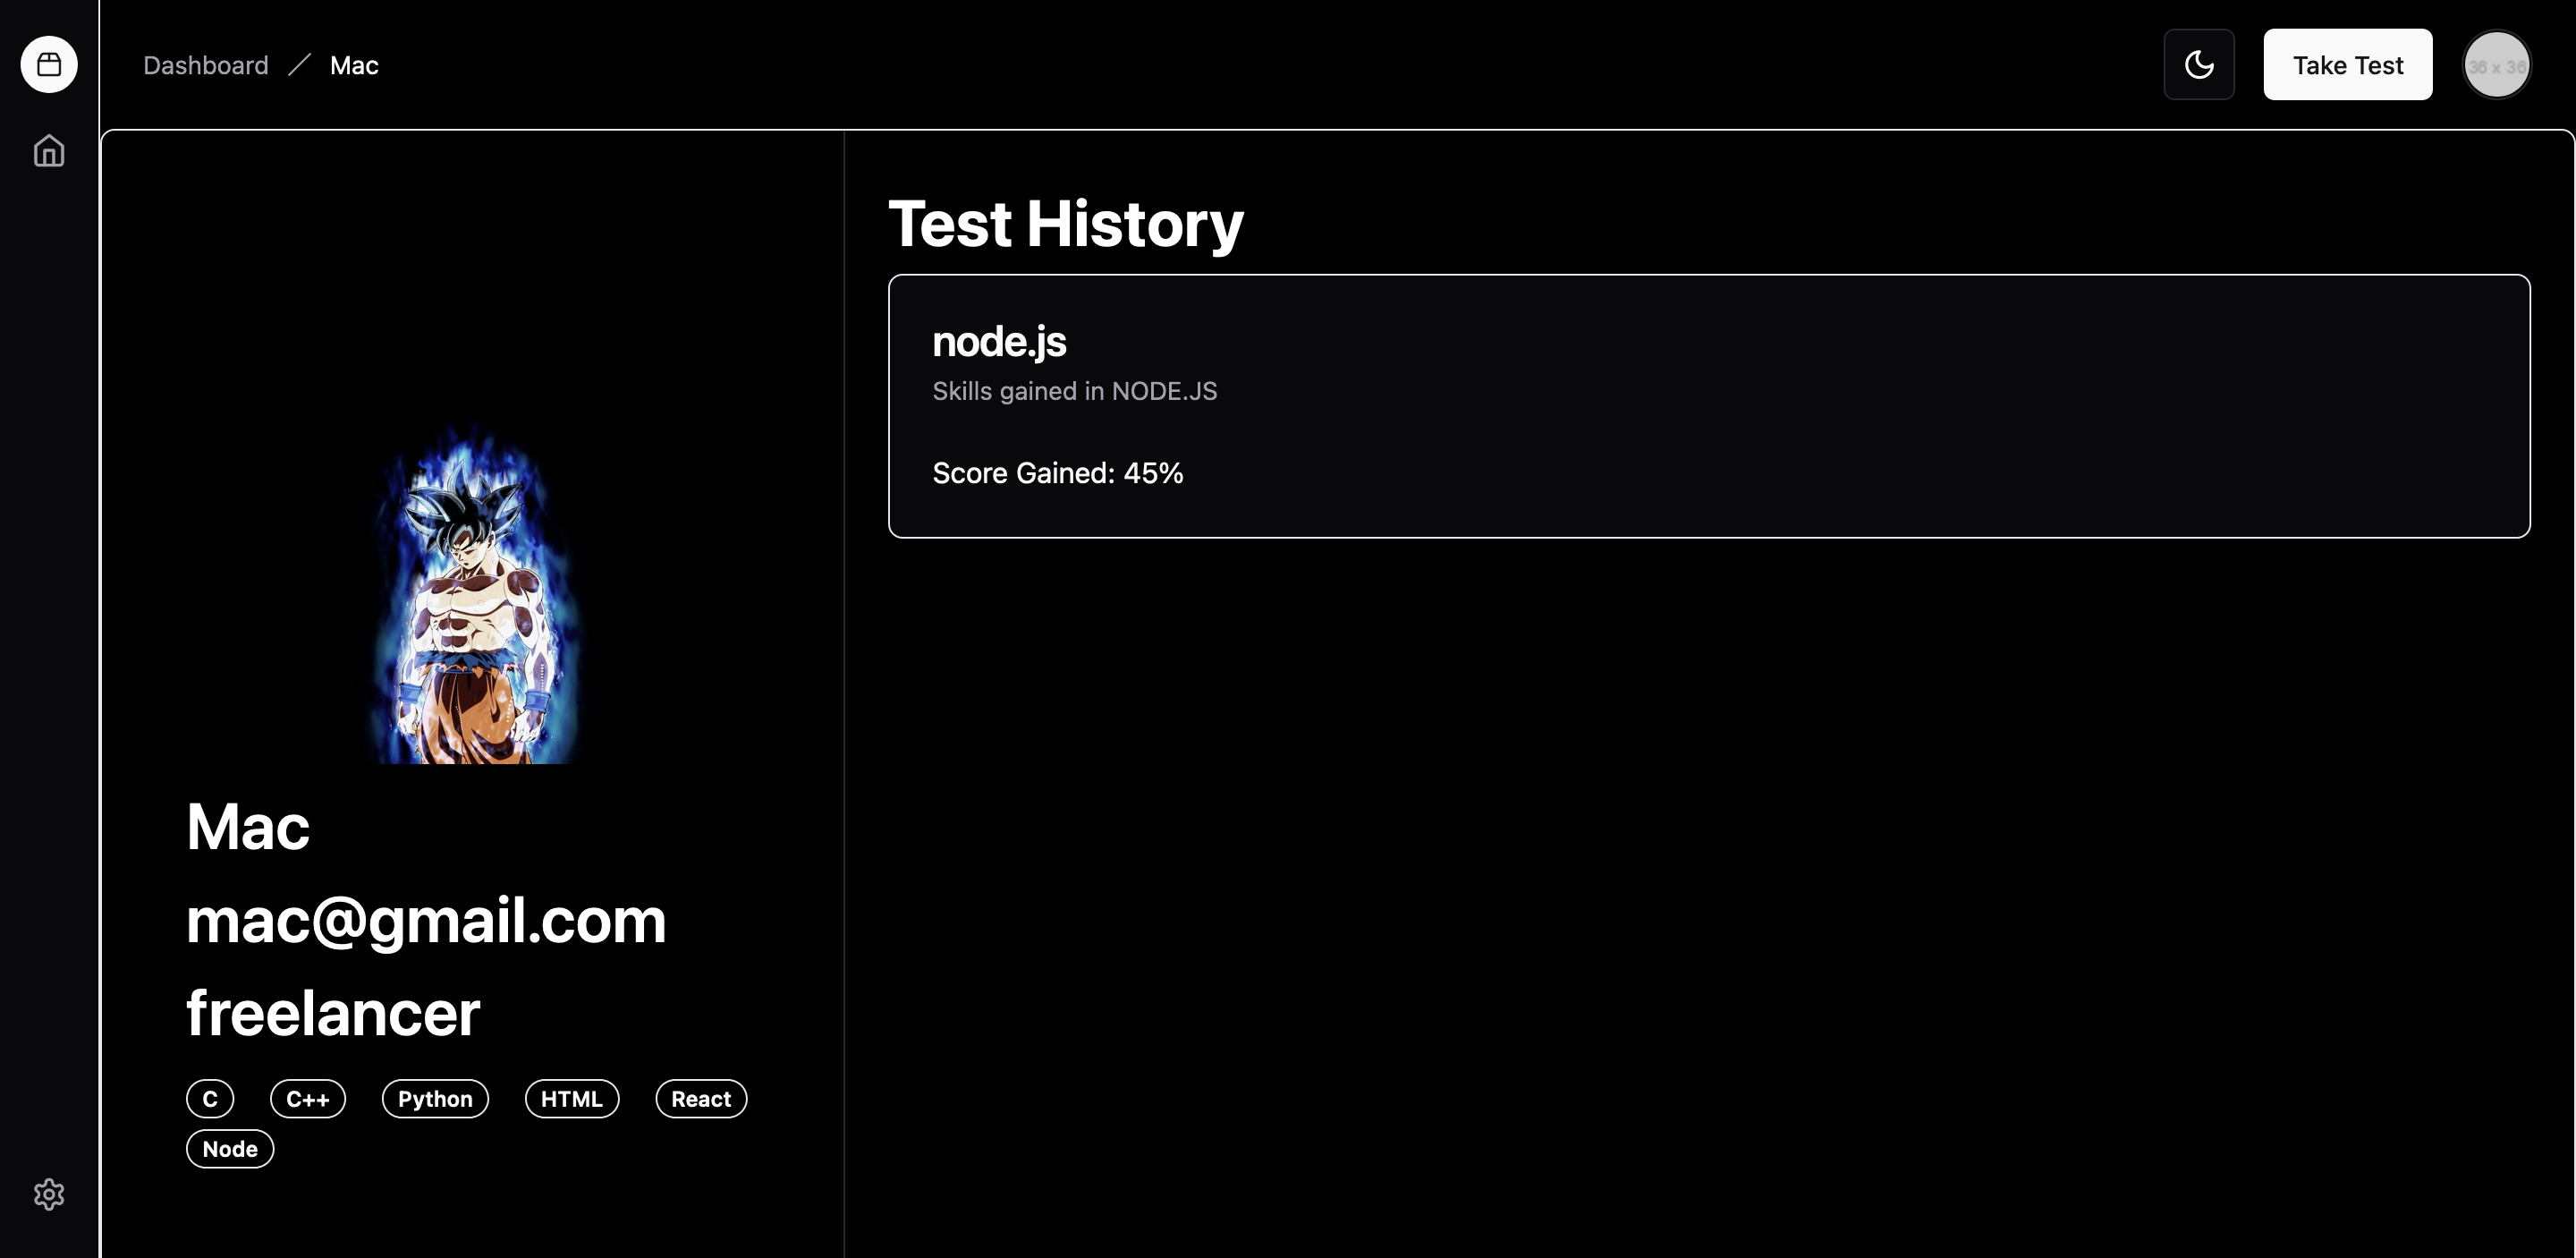 Dashboard / Mac
Take Test
36 x 36
Test History
node.js
Skills gained in NODE.JS
Score Gained: 45%
Mac
mac@gmail.com
freelancer
C C++ Python HTML React
Node